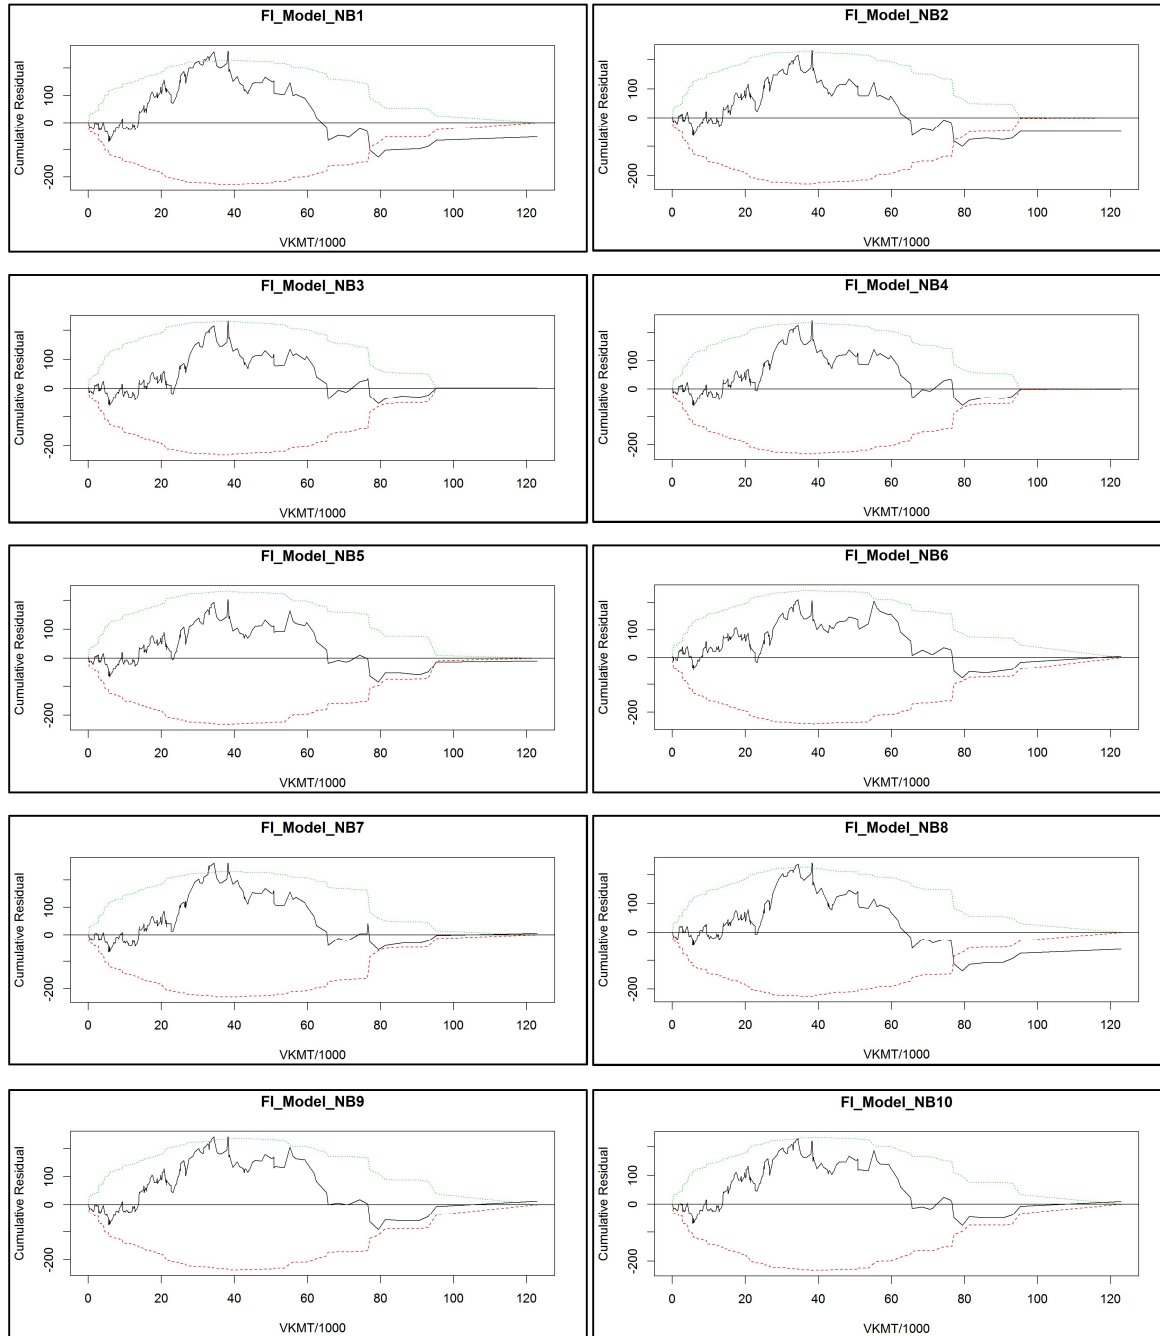 FI_Model_NB1
Cumulative Residual
100
0
-200
0 20 40 60 80 100 120
VKMT/1000
FI_Model_NB2
Cumulative Residual
100
0
-200
0 20 40 60 80 100 120
VKMT/1000
FI_Model_NB3
Cumulative Residual
100
0
-200
0 20 40 60 80 100 120
VKMT/1000
FI_Model_NB4
Cumulative Residual
100
0
-200
0 20 40 60 80 100 120
VKMT/1000
FI_Model_NB5
Cumulative Residual
100
0
-200
0 20 40 60 80 100 120
VKMT/1000
FI_Model_NB6
Cumulative Residual
100
0
-200
0 20 40 60 80 100 120
VKMT/1000
FI_Model_NB7
Cumulative Residual
100
0
-200
0 20 40 60 80 100 120
VKMT/1000
FI_Model_NB8
Cumulative Residual
100
0
-200
0 20 40 60 80 100 120
VKMT/1000
FI_Model_NB9
Cumulative Residual
100
0
-200
0 20 40 60 80 100 120
VKMT/1000
FI_Model_NB10
Cumulative Residual
100
0
-200
0 20 40 60 80 100 120
VKMT/1000